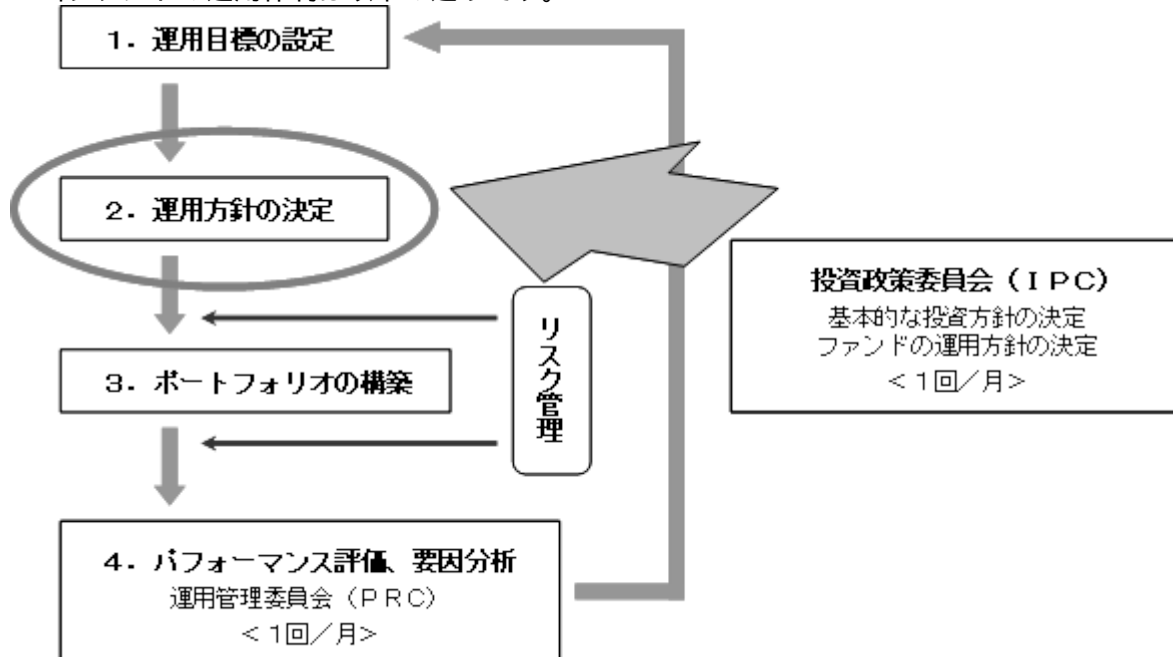 1．運用目標の設定
2．運用方針の決定
3．ポートフォリオの構築
4．パフォーマンス評価、要因分析
運用管理委員会（ＰＲＣ）
＜1回／月＞
リスク管理
投資政策委員会（ＩＰＣ）
基本的な投資方針の決定
ファンドの運用方針の決定
＜1回／月＞